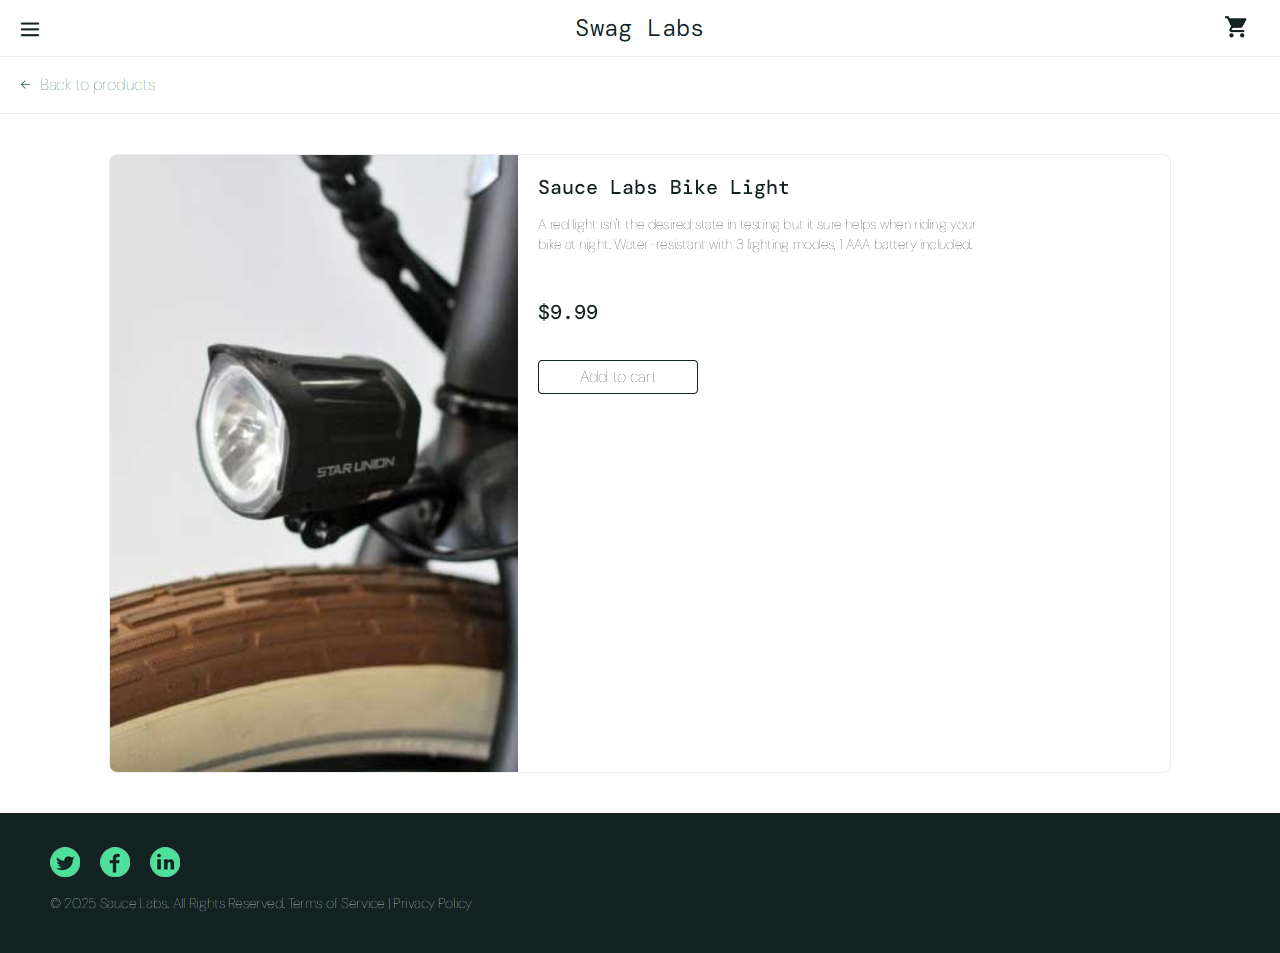 Swag Labs
Back to products
Sauce Labs Bike Light
A red light isn't the desired state in testing but it sure helps when riding your
bike at night. Water-resistant with 3 lighting modes, 1 AAA battery included.
$9.99
Add to cart
STAR UNION
© 2025 Sauce Labs. All Rights Reserved. Terms of Service | Privacy Policy